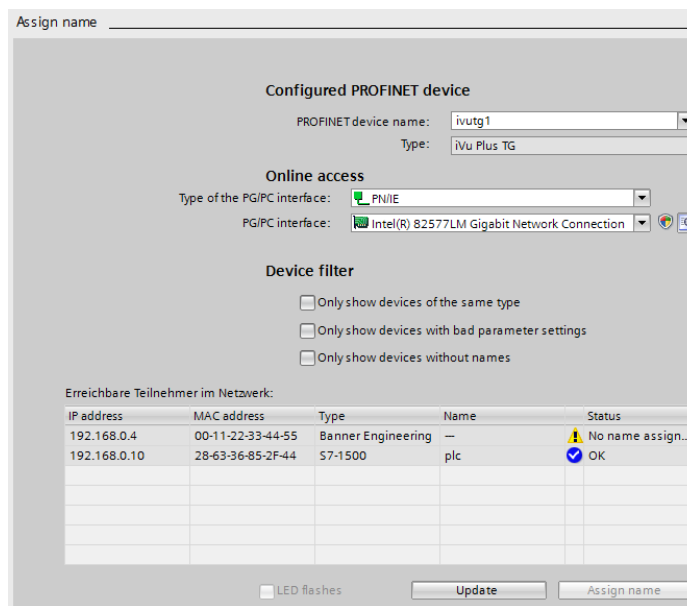 Assign name
Configured PROFINET device
PROFINET device name: ivutg1
Type: iVu Plus TG
Online access
Type of the PG/PC interface: PN/IE
PG/PC interface: Intel(R) 82577LM Gigabit Network Connection
Device filter
Only show devices of the same type
Only show devices with bad parameter settings
Only show devices without names
Erreichbare Teilnehmer im Netzwerk:
IP address MAC address Type Name Status
192.168.0.4 00-11-22-33-44-55 Banner Engineering — No name assign...
192.168.0.10 28-63-36-85-2F-44 S7-1500 plc OK
LED flashes Update Assign name